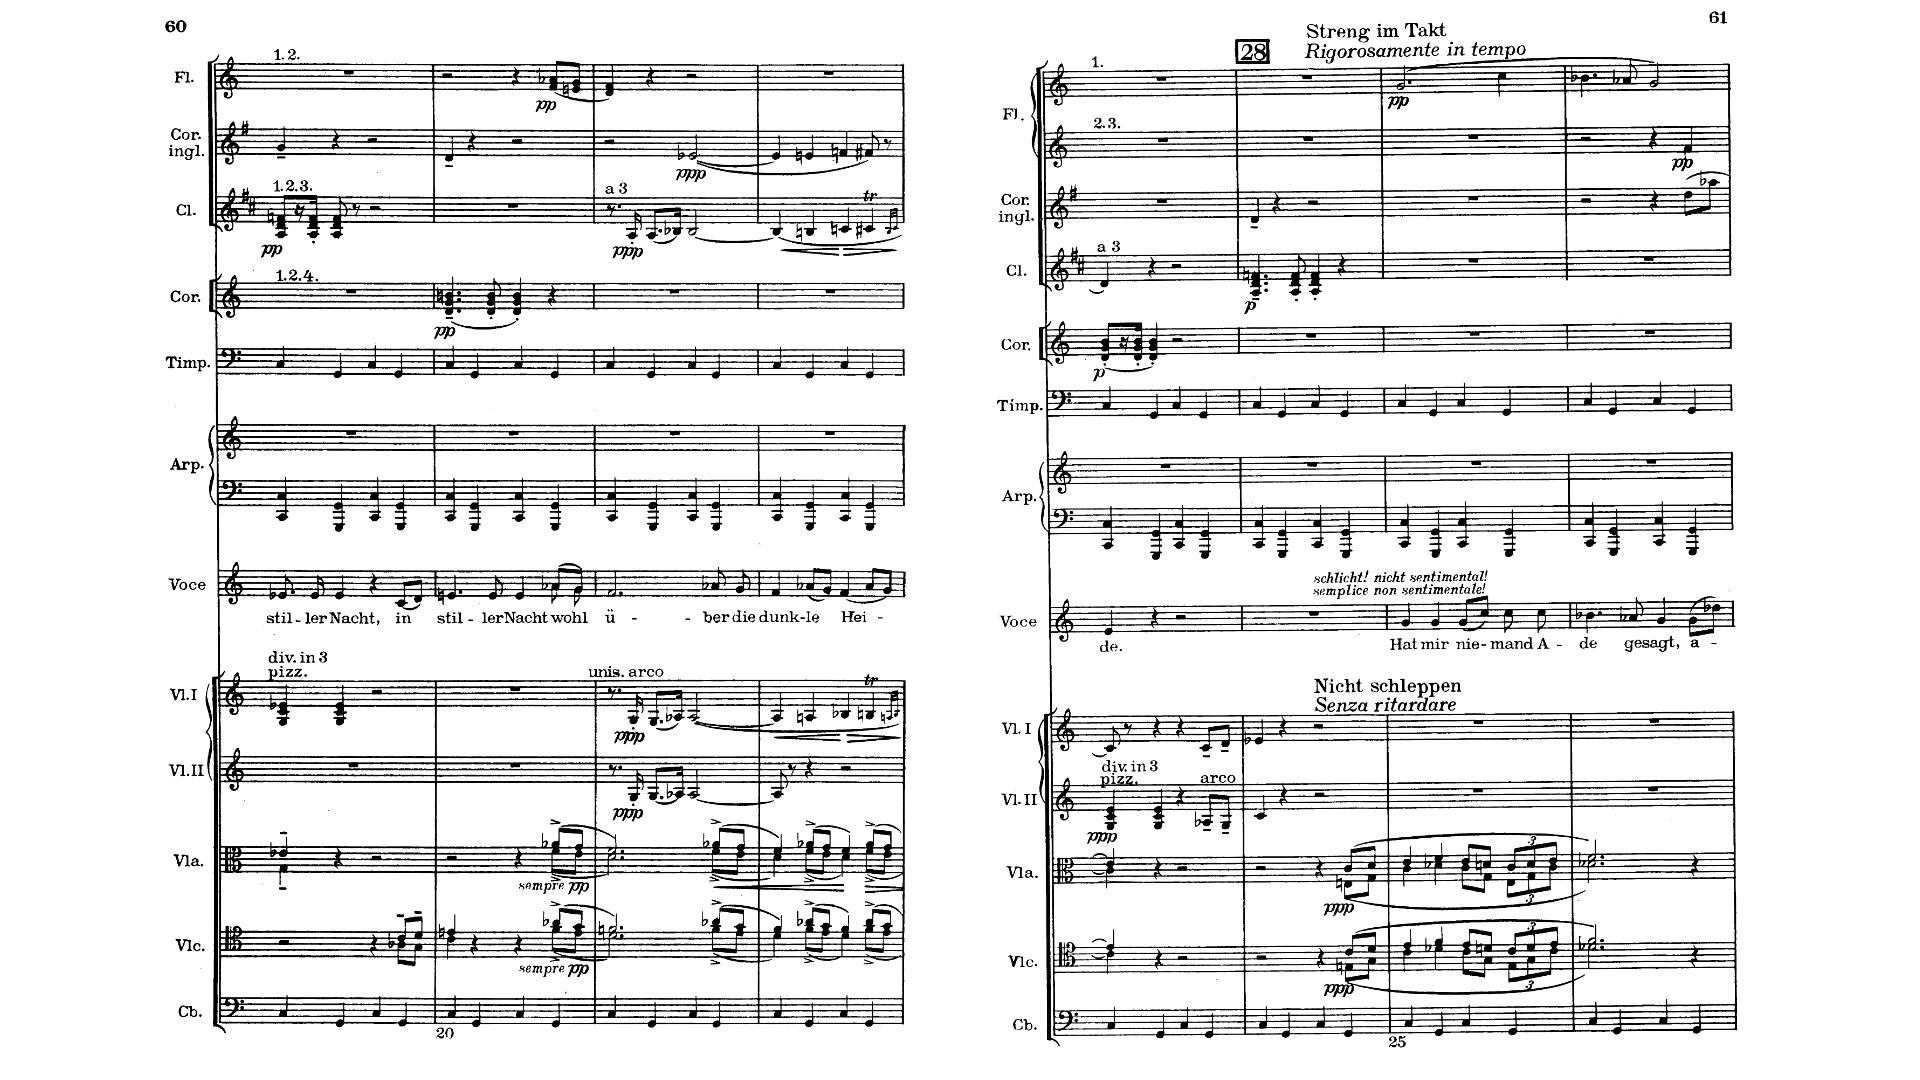 60
1. 2.
Fl.
pp
Cor.
ingl.
ppp
1. 2. 3.
Cl.
pp
a 3
ppp
tr
1. 2. 4.
Cor.
pp
Timp.
Arp.
Voce
stil - ler Nacht, in stil - ler Nacht wohl ü - - ber die dunk-le Hei -
div. in 3
pizz.
unis. arco
Vl. I
ppp
tr
Vl. II
ppp
Vla.
sempre pp
Vlc.
sempre pp
Cb.
20
61
28
Streng im Takt
Rigorosamente in tempo
1.
Fl.
pp
2. 3.
pp
Cor.
ingl.
a 3
Cl.
p
Cor.
p
Timp.
Arp.
schlicht! nicht sentimental!
semplice non sentimentale!
Voce
de. Hat mir nie- mand A - de gesagt, a -
Nicht schleppen
Senza ritardare
Vl. I
div. in 3
pizz. arco
Vl. II
ppp
Vla.
3 3
ppp
Vlc.
3 3
ppp
Cb.
25